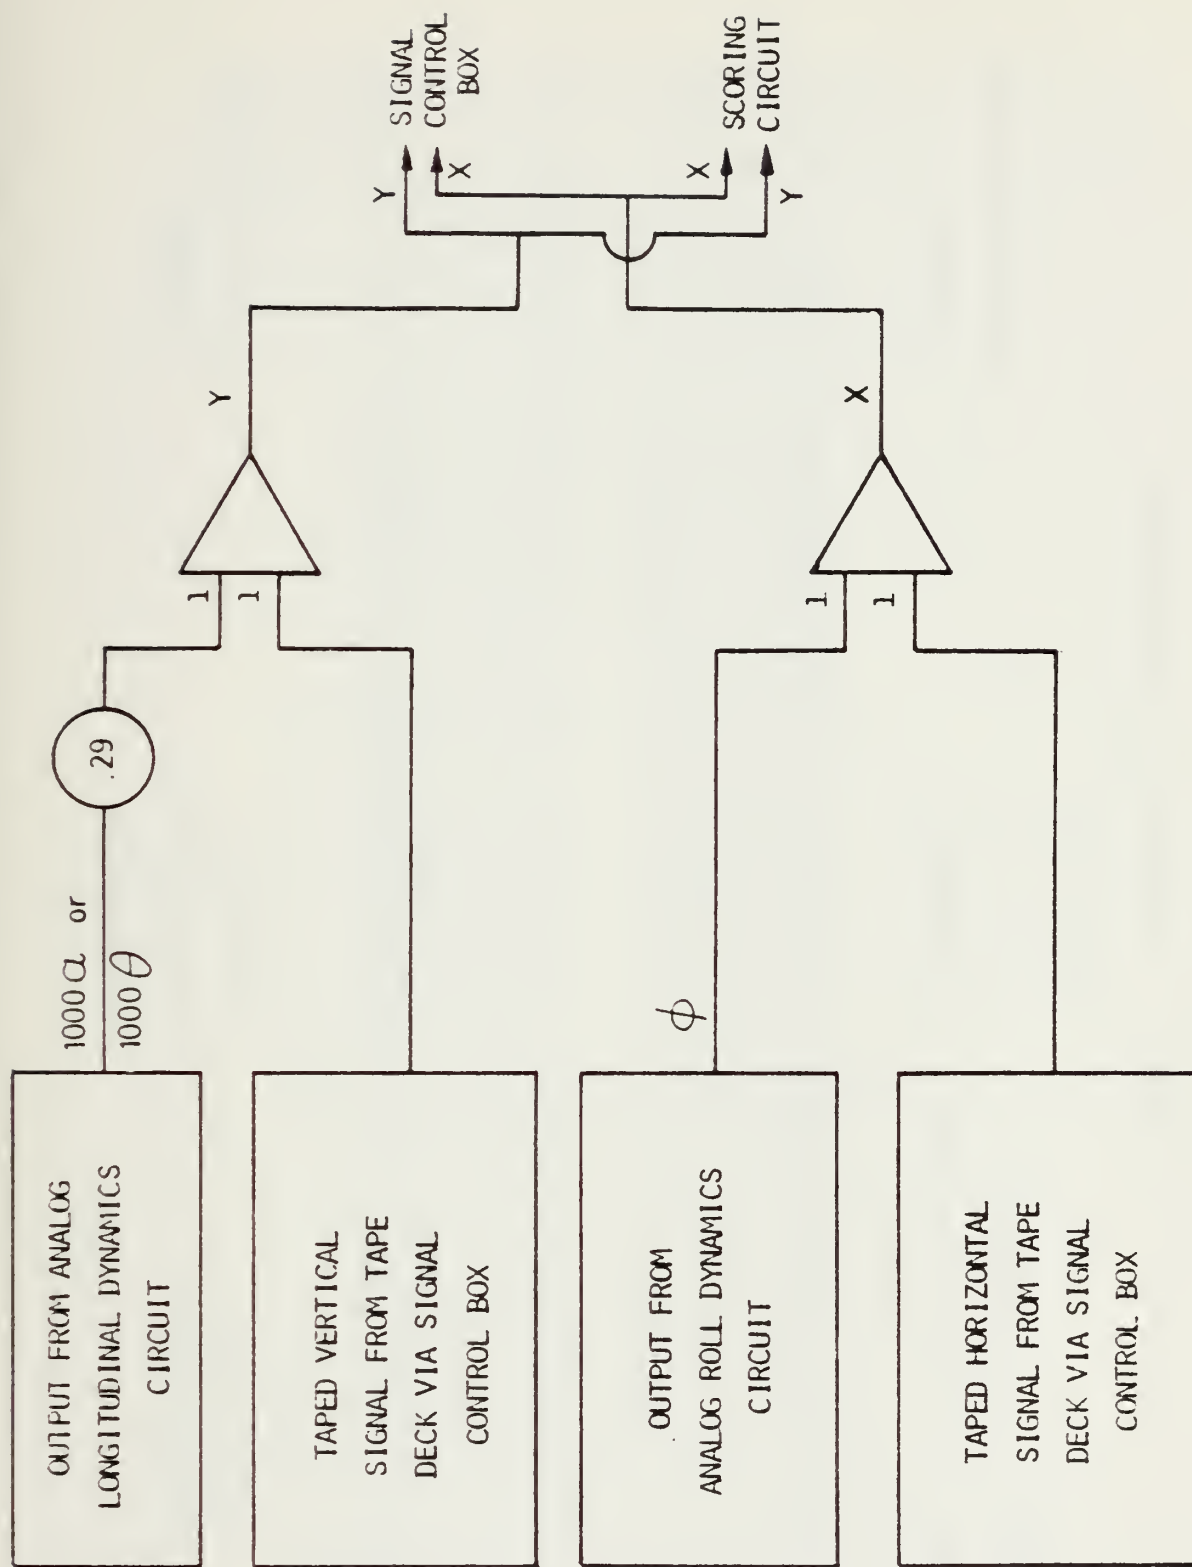 OUTPUT FROM ANALOG
LONGITUDINAL DYNAMICS
CIRCUIT
1000 α or
1000 θ
.29
1
1
Y
TAPED VERTICAL
SIGNAL FROM TAPE
DECK VIA SIGNAL
CONTROL BOX
OUTPUT FROM
ANALOG ROLL DYNAMICS
CIRCUIT
ϕ
1
1
X
TAPED HORIZONTAL
SIGNAL FROM TAPE
DECK VIA SIGNAL
CONTROL BOX
Y
X
SIGNAL
CONTROL
BOX
X
Y
SCORING
CIRCUIT